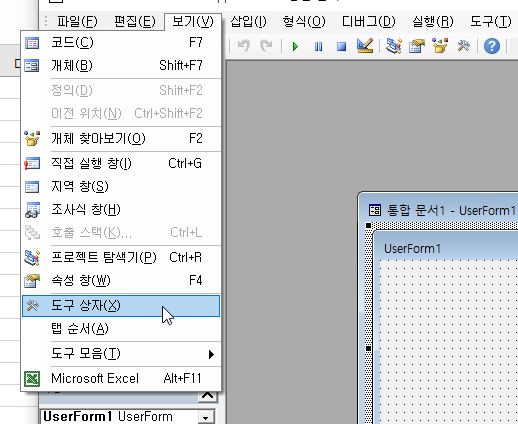 파일(F) 편집(E) 보기(V) 삽입(I) 형식(O) 디버그(D) 실행(R) 도구(T)
코드(C) F7
개체(B) Shift+F7
정의(D) Shift+F2
이전 위치(N) Ctrl+Shift+F2
개체 찾아보기(O) F2
직접 실행 창(I) Ctrl+G
지역 창(S)
조사식 창(H)
호출 스택(K)... Ctrl+L
프로젝트 탐색기(P) Ctrl+R
속성 창(W) F4
도구 상자(X)
탭 순서(A)
도구 모음(T)
Microsoft Excel Alt+F11
UserForm1 UserForm
통합 문서1 - UserForm1
UserForm1